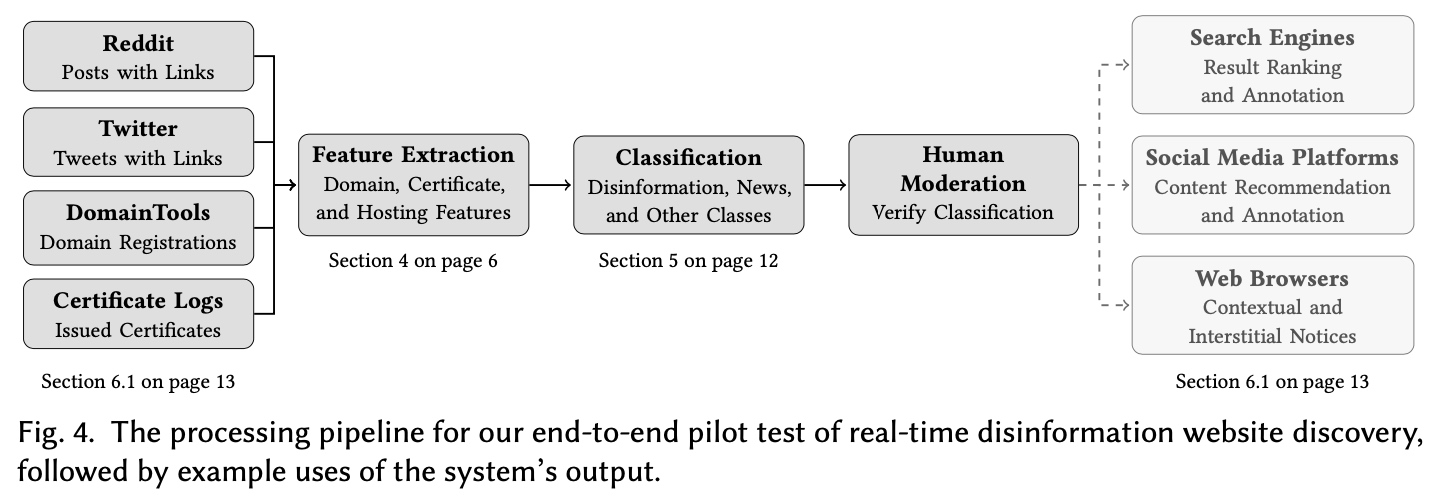 Reddit
Posts with Links
Twitter
Tweets with Links
DomainTools
Domain Registrations
Certificate Logs
Issued Certificates
Section 6.1 on page 13
Feature Extraction
Domain, Certificate,
and Hosting Features
Section 4 on page 6
Classification
Disinformation, News,
and Other Classes
Section 5 on page 12
Human
Moderation
Verify Classification
Search Engines
Result Ranking
and Annotation
Social Media Platforms
Content Recommendation
and Annotation
Web Browsers
Contextual and
Interstitial Notices
Section 6.1 on page 13
Fig. 4. The processing pipeline for our end-to-end pilot test of real-time disinformation website discovery,
followed by example uses of the system's output.